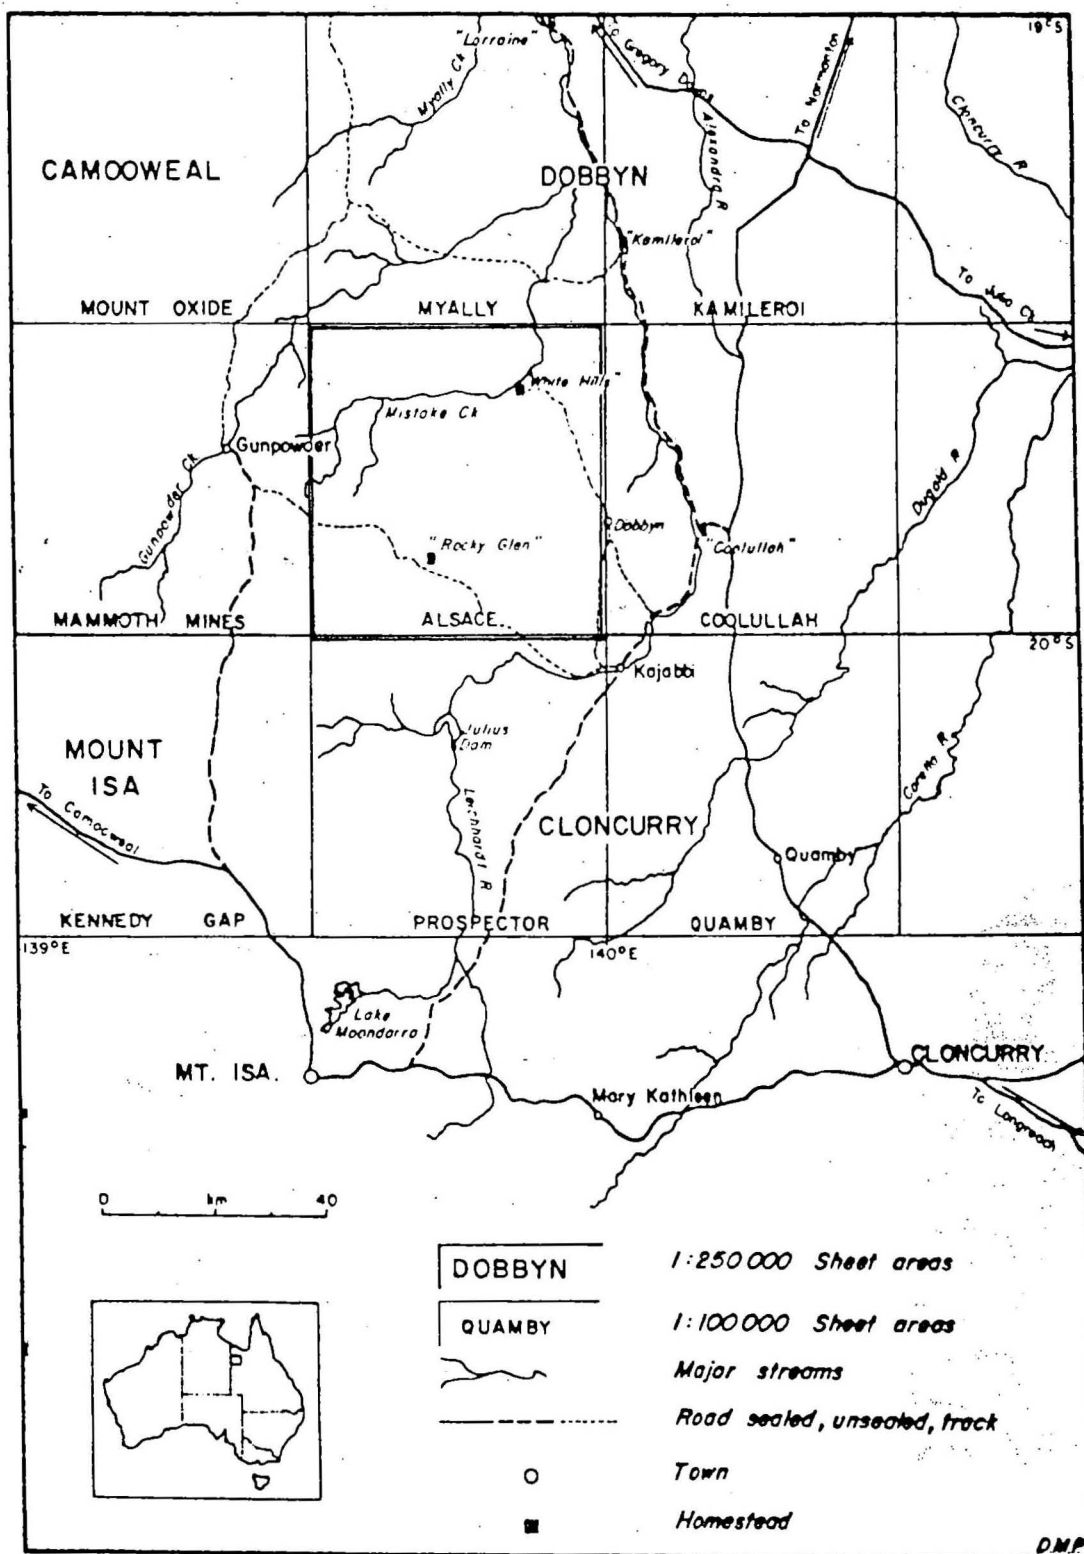 19°S
"Lorraine"
To Gregory Downs
To Normanton
Myally Ck
Alexandra R
Cloncurry R
CAMOOWEAL
DOBBYN
"Kamileroi"
To Julia Ck
MOUNT OXIDE
MYALLY
KAMILEROI
"White Hills"
Mistake Ck
Gunpowder
Gunpowder Ck
Dugald R
Dobbyn
"Rocky Glen"
"Coolullah"
MAMMOTH MINES
ALSACE
COOLULLAH
20°S
Kajabbi
Julius
Dam
MOUNT
ISA
To Camooweal
Leichhardt R
CLONCURRY
Corella R
Quamby
KENNEDY GAP
PROSPECTOR
QUAMBY
139°E
140°E
Lake
Moondarra
MT. ISA.
CLONCURRY
Mary Kathleen
To Longreach
0 km 40
DOBBYN 1:250 000 Sheet areas
QUAMBY 1:100 000 Sheet areas
Major streams
Road sealed, unsealed, track
Town
Homestead